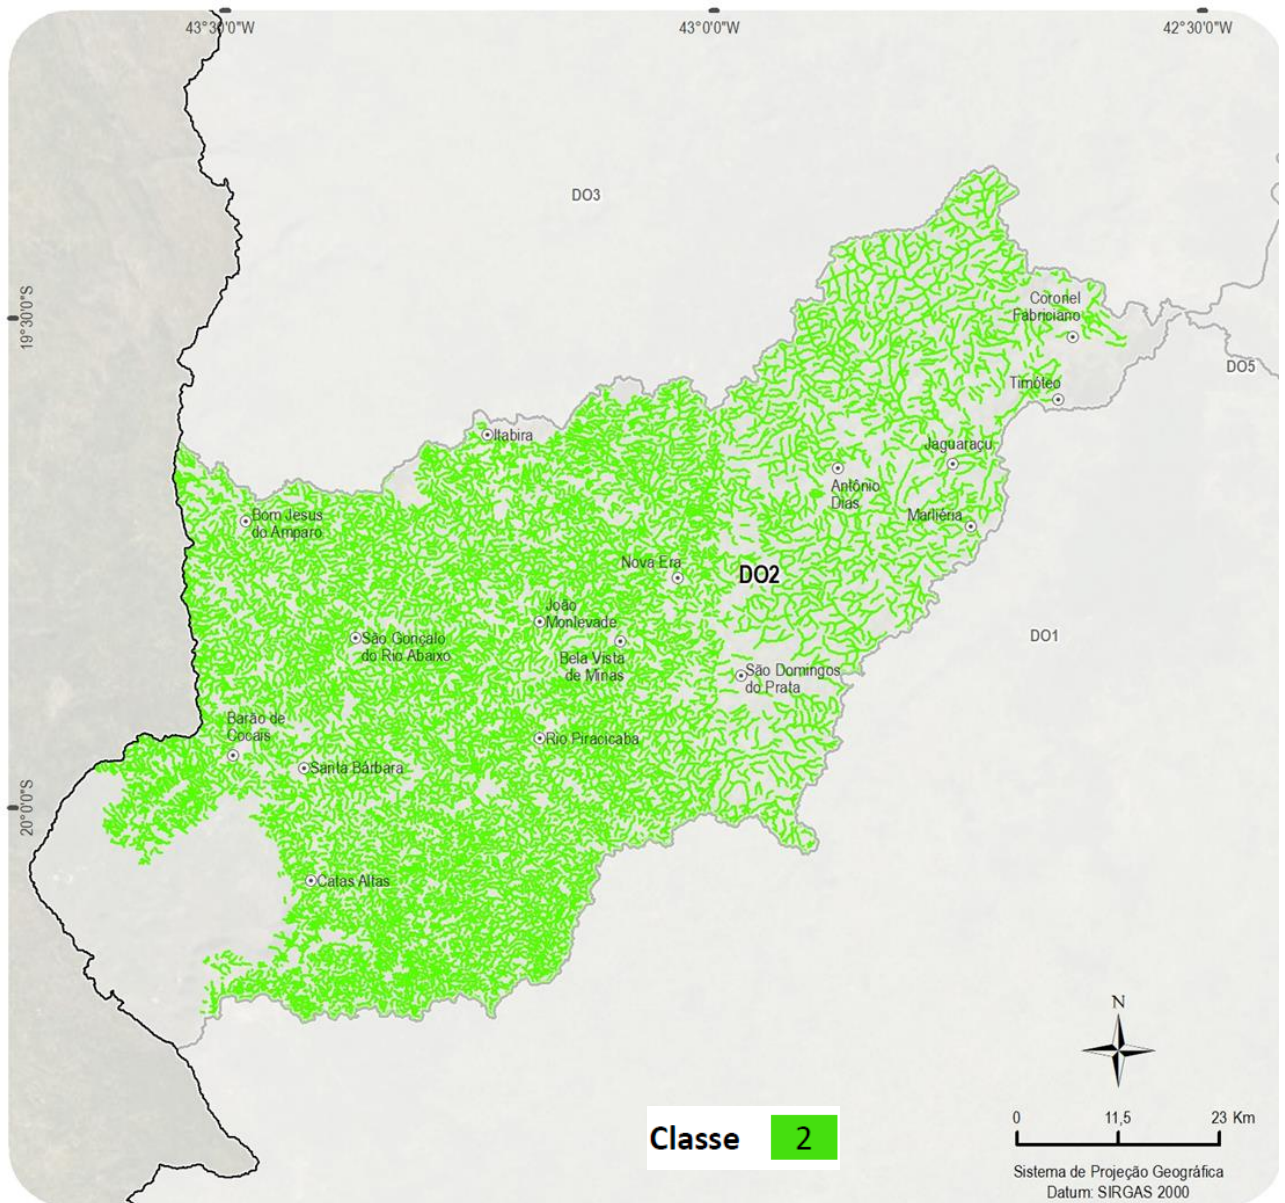 43°30'0"W
43°0'0"W
42°30'0"W
DO3
19°30'0"S
Coronel
Fabriciano
DO5
Timóteo
Itabira
Jaguaraçu
Antônio
Dias
Bom Jesus
do Amparo
Marliéria
Nova Era
DO2
João
Monlevade
DO1
São Gonçalo
do Rio Abaixo
Bela Vista
de Minas
São Domingos
do Prata
Barão de
Cocais
Rio Piracicaba
Santa Bárbara
20°0'0"S
Catas Altas
N
Classe 2
0 11,5 23 Km
Sistema de Projeção Geográfica
Datum: SIRGAS 2000